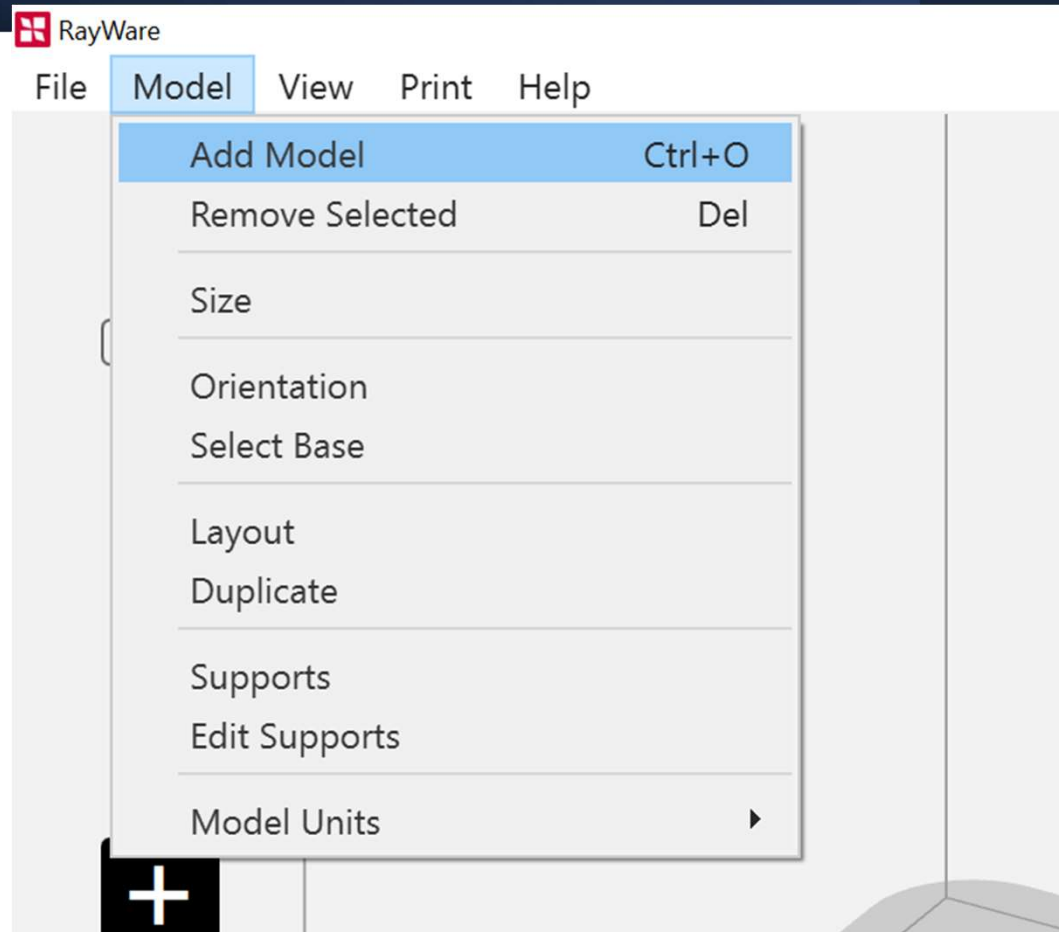 RayWare
File Model View Print Help
Add Model Ctrl+O
Remove Selected Del
Size
Orientation
Select Base
Layout
Duplicate
Supports
Edit Supports
Model Units